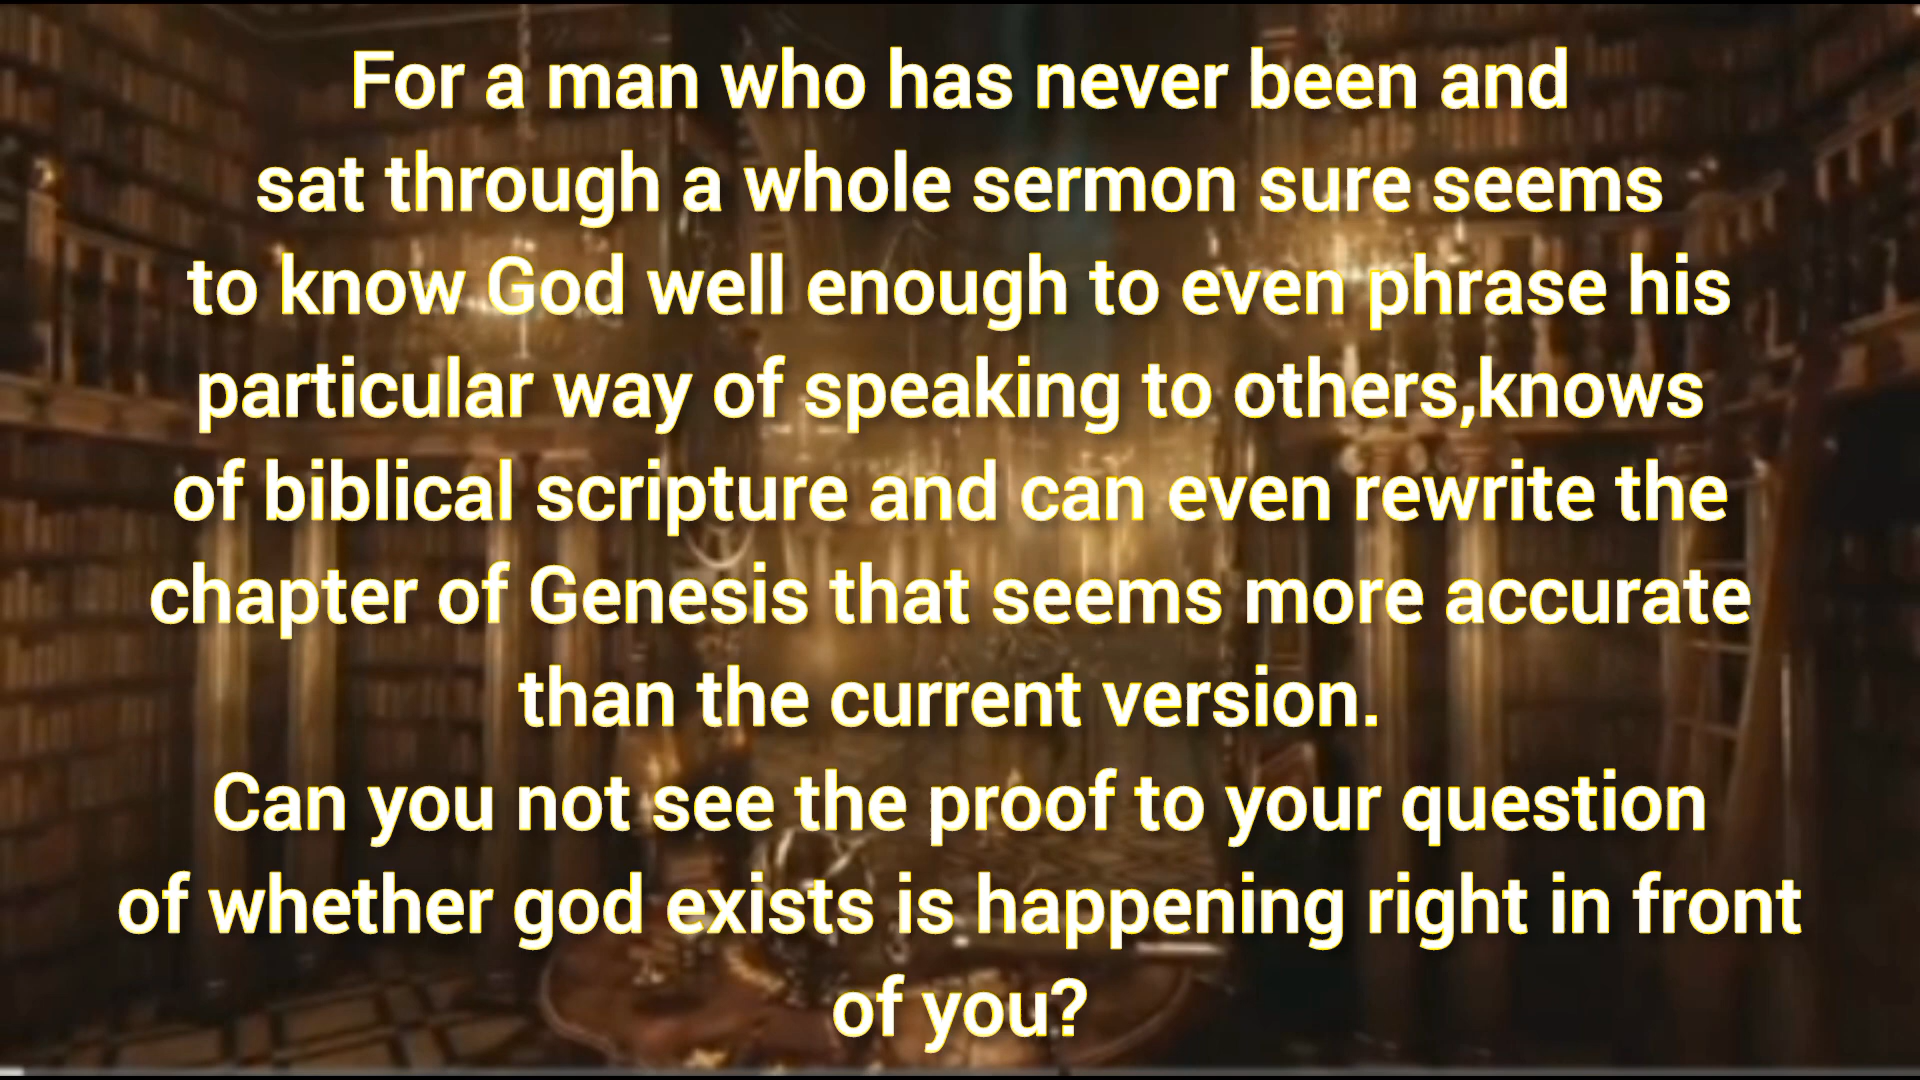 For a man who has never been and
sat through a whole sermon sure seems
to know God well enough to even phrase his
particular way of speaking to others,knows
of biblical scripture and can even rewrite the
chapter of Genesis that seems more accurate
than the current version.
Can you not see the proof to your question
of whether god exists is happening right in front
of you?